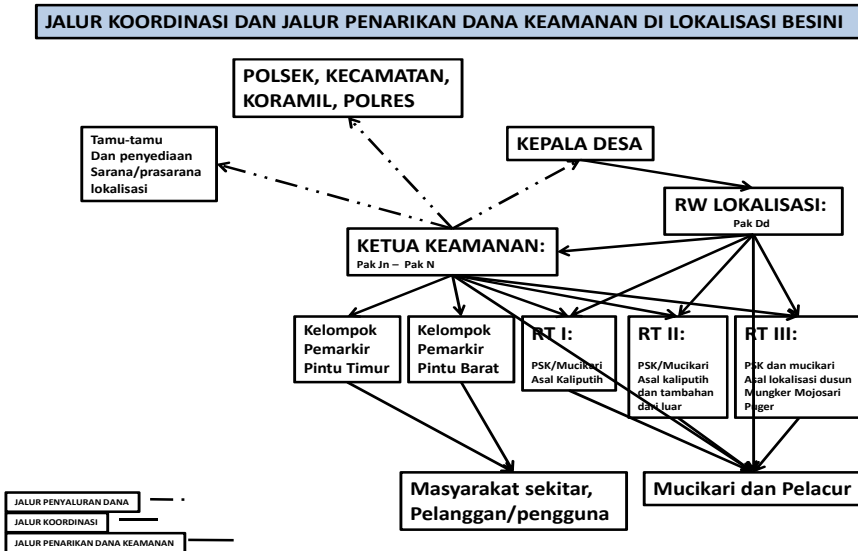 JALUR KOORDINASI DAN JALUR PENARIKAN DANA KEAMANAN DI LOKALISASI BESINI
POLSEK, KECAMATAN,
KORAMIL, POLRES
Tamu-tamu
Dan penyediaan
Sarana/prasarana
lokalisasi
KEPALA DESA
RW LOKALISASI:
Pak Dd
KETUA KEAMANAN:
Pak Jn – Pak N
Kelompok
Pemarkir
Pintu Timur
Kelompok
Pemarkir
Pintu Barat
RT I:
PSK/Mucikari
Asal Kaliputih
RT II:
PSK/Mucikari
Asal kaliputih
dan tambahan
dari luar
RT III:
PSK dan mucikari
Asal lokalisasi dusun
Mungker Mojosari
Puger
Masyarakat sekitar,
Pelanggan/pengguna
Mucikari dan Pelacur
JALUR PENYALURAN DANA
JALUR KOORDINASI
JALUR PENARIKAN DANA KEAMANAN